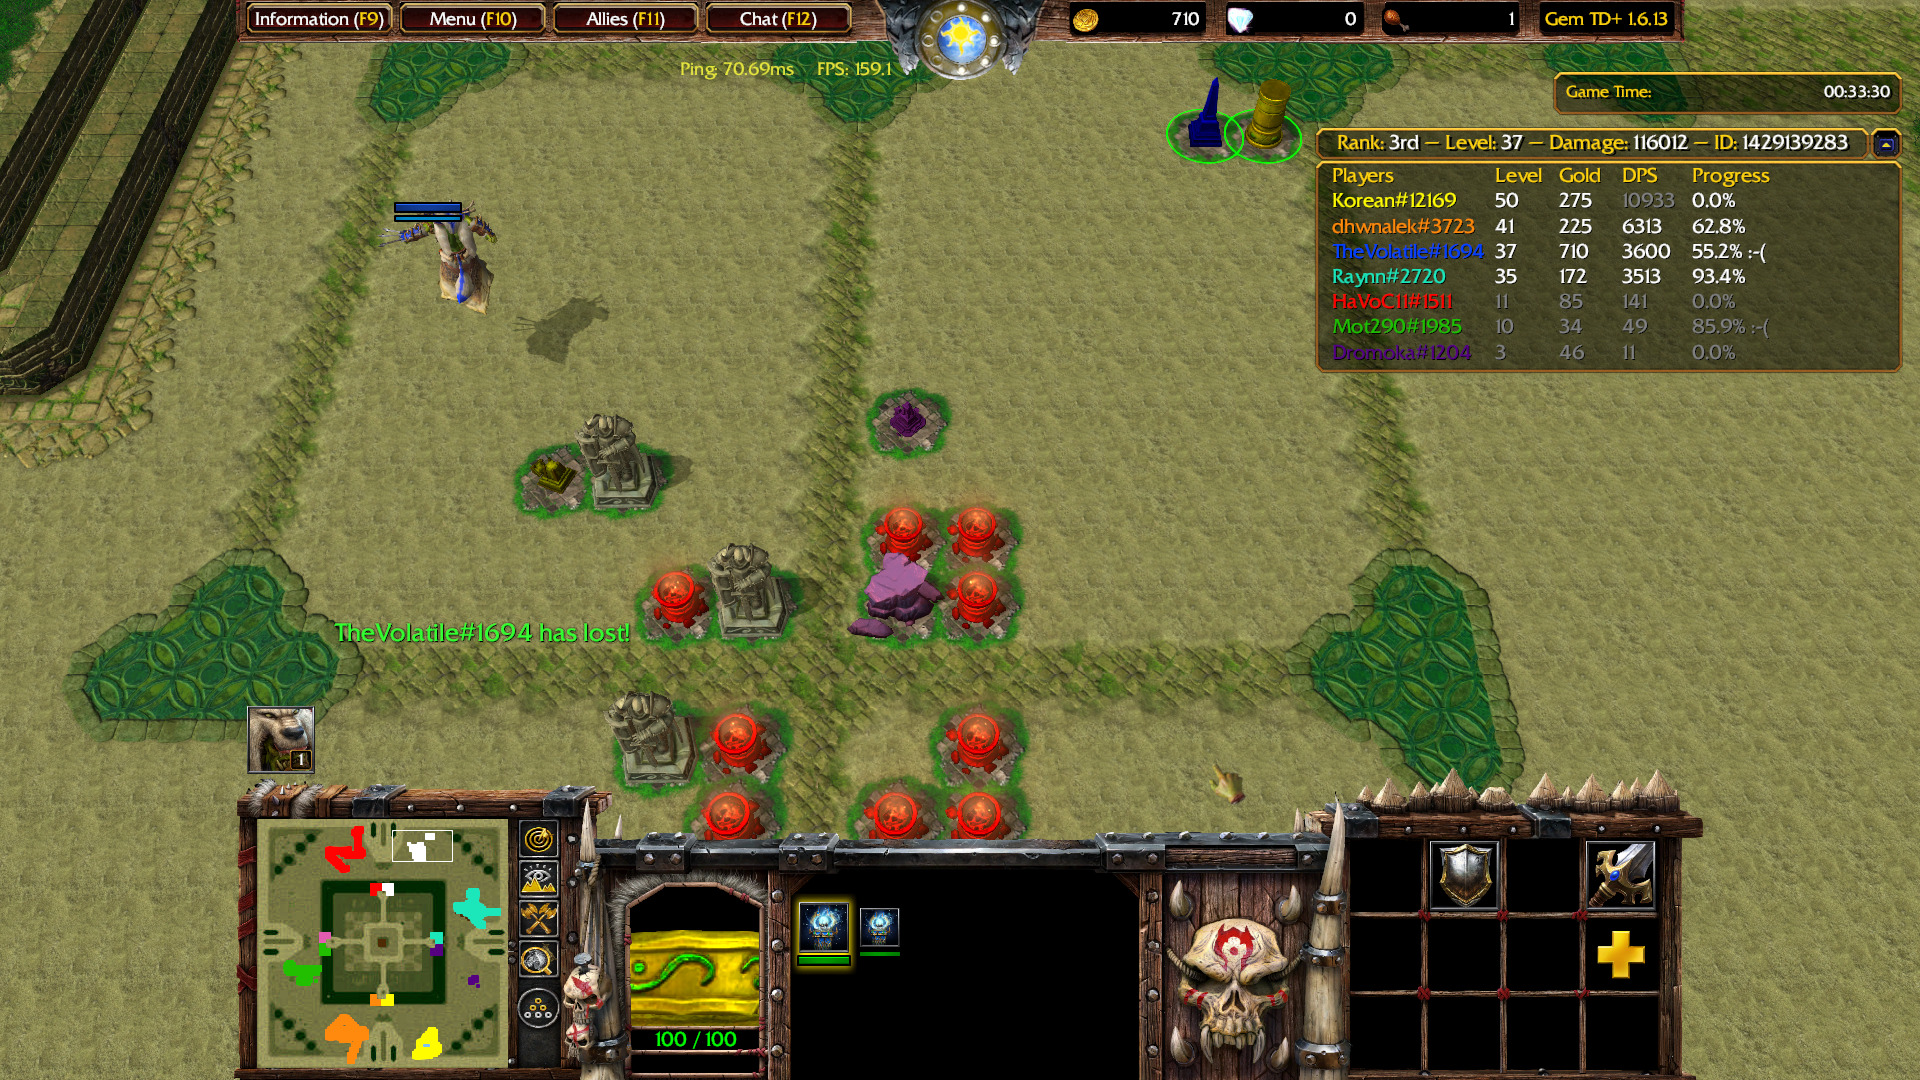 Information (F9) Menu (F10) Allies (F11) Chat (F12) 710 0 1 Gem TD+ 1.6.13
Ping: 70.69ms FPS: 159.1
Game Time: 00:33:30
Rank: 3rd – Level: 37 – Damage: 116012 – ID: 1429139283
Players Level Gold DPS Progress
Korean#12169 50 275 10933 0.0%
dhwnalek#3723 41 225 6313 62.8%
TheVolatile#1694 37 710 3600 55.2% :-(
Raynn#2720 35 172 3513 93.4%
HaVoC11#1511 11 85 141 0.0%
Mot290#1985 10 34 49 85.9% :-(
Dromoka#1204 3 46 11 0.0%
TheVolatile#1694 has lost!
1
100 / 100